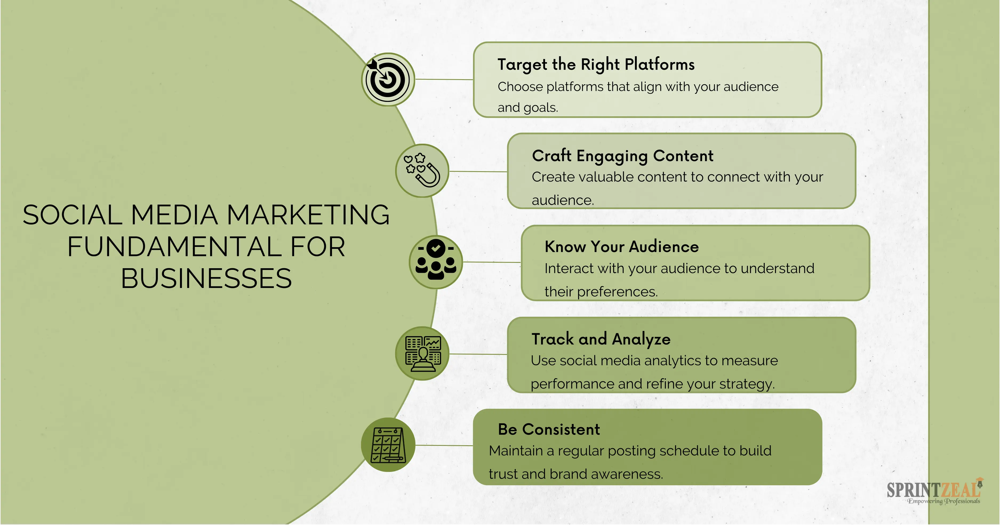 SOCIAL MEDIA MARKETING
FUNDAMENTAL FOR
BUSINESSES
Target the Right Platforms
Choose platforms that align with your audience
and goals.
Craft Engaging Content
Create valuable content to connect with your
audience.
Know Your Audience
Interact with your audience to understand
their preferences.
Track and Analyze
Use social media analytics to measure
performance and refine your strategy.
Be Consistent
Maintain a regular posting schedule to build
trust and brand awareness.
SPRINTZEAL
Empowering Professionals